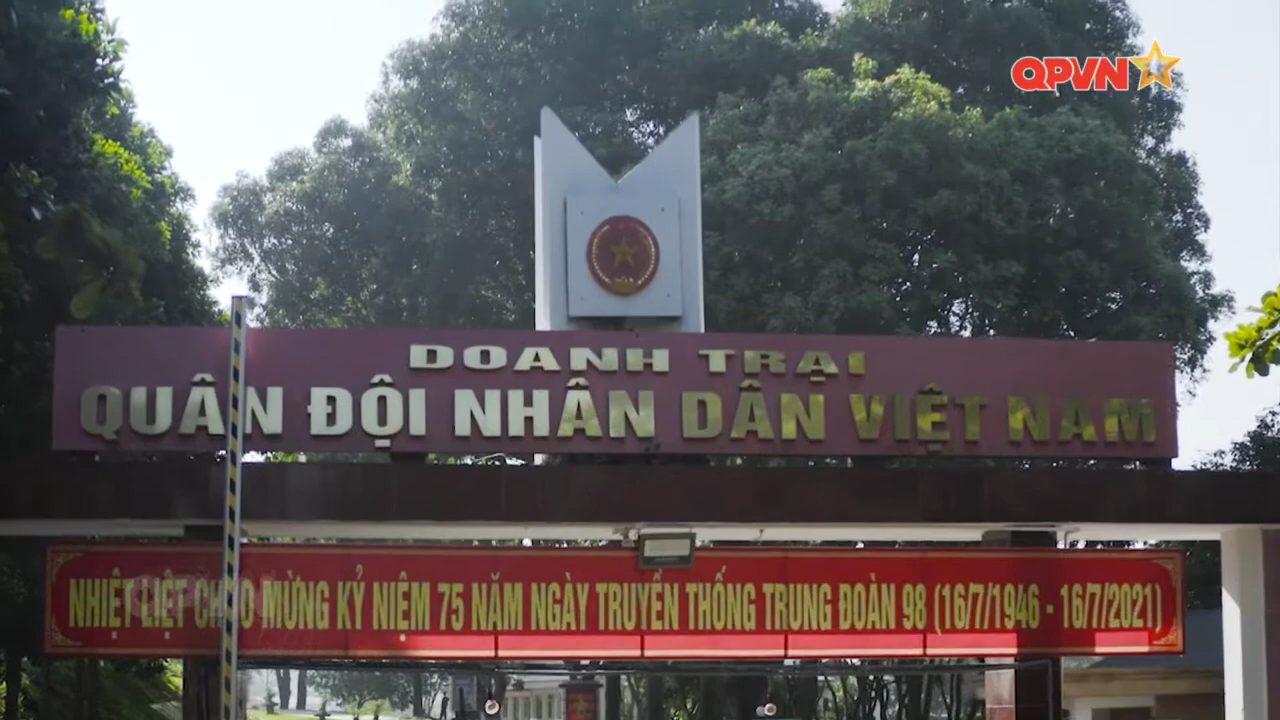 QPVN
DOANH TRẠI
QUÂN ĐỘI NHÂN DÂN VIỆT NAM
NHIỆT LIỆT CHÀO MỪNG KỶ NIỆM 75 NĂM NGÀY TRUYỀN THỐNG TRUNG ĐOÀN 98 (16/7/1946 - 16/7/2021)